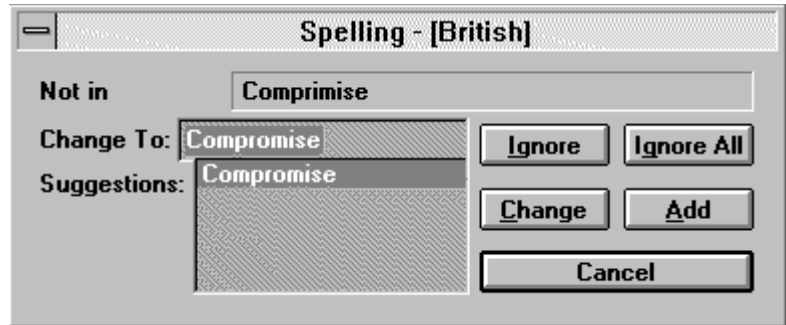 Spelling - [British]
Not in Comprimise
Change To: Compromise
Suggestions: Compromise
Ignore Ignore All
Change Add
Cancel